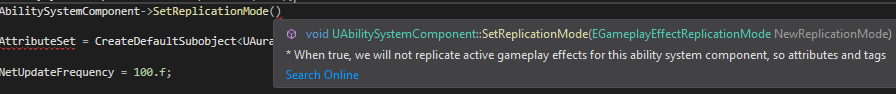 AbilitySystemComponent->SetReplicationMode()
void UAbilitySystemComponent::SetReplicationMode(EGameplayEffectReplicationMode NewReplicationMode)
AttributeSet = CreateDefaultSubobject<UAura
* When true, we will not replicate active gameplay effects for this ability system component, so attributes and tags
NetUpdateFrequency = 100.f;
Search Online